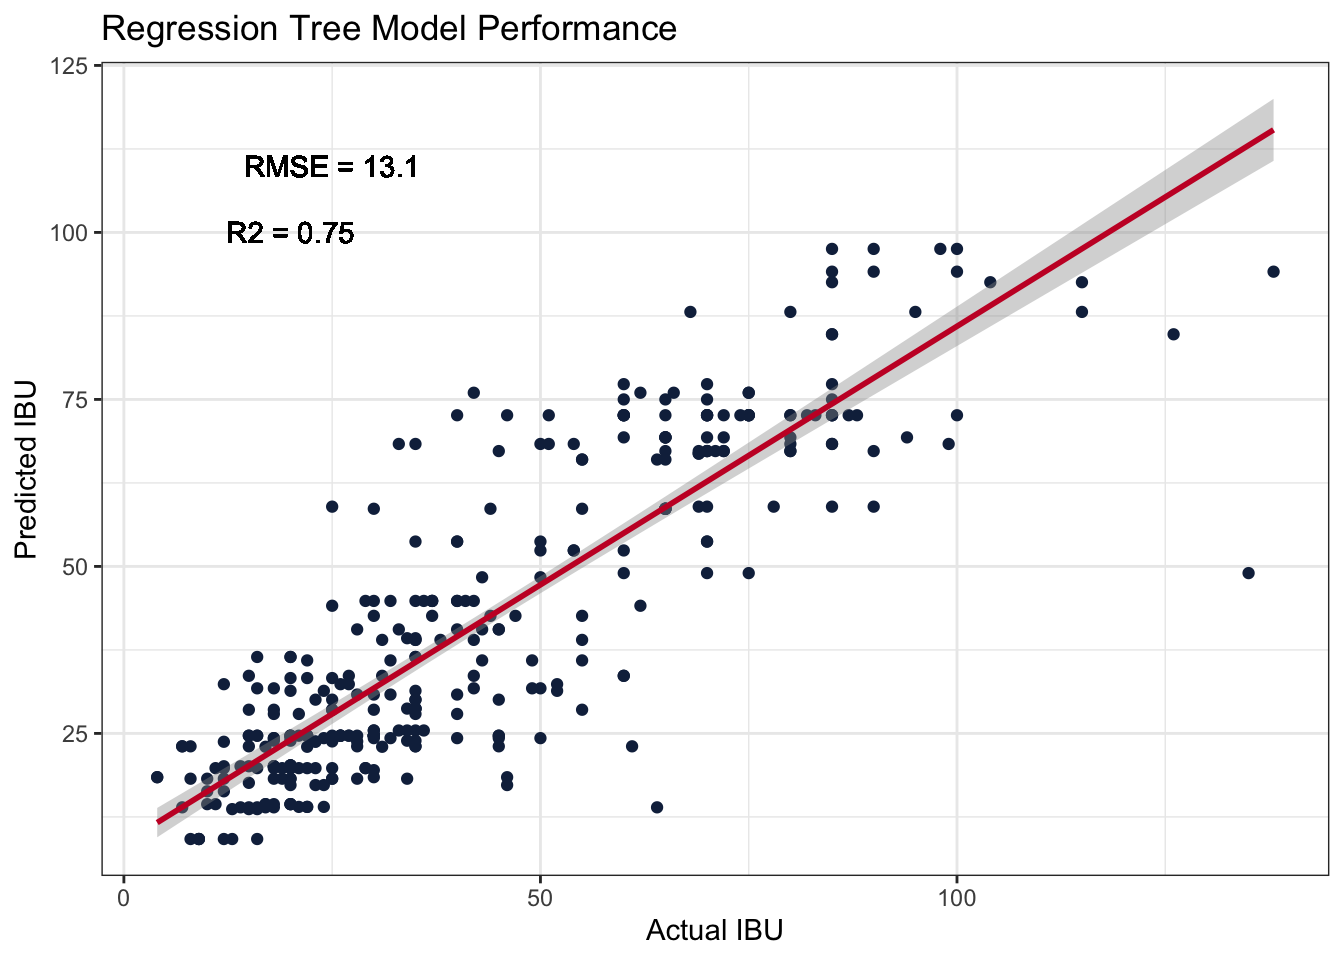 Regression Tree Model Performance
125
100
75
50
25
RMSE = 13.1
R2 = 0.75
Predicted IBU
0
50
100
Actual IBU